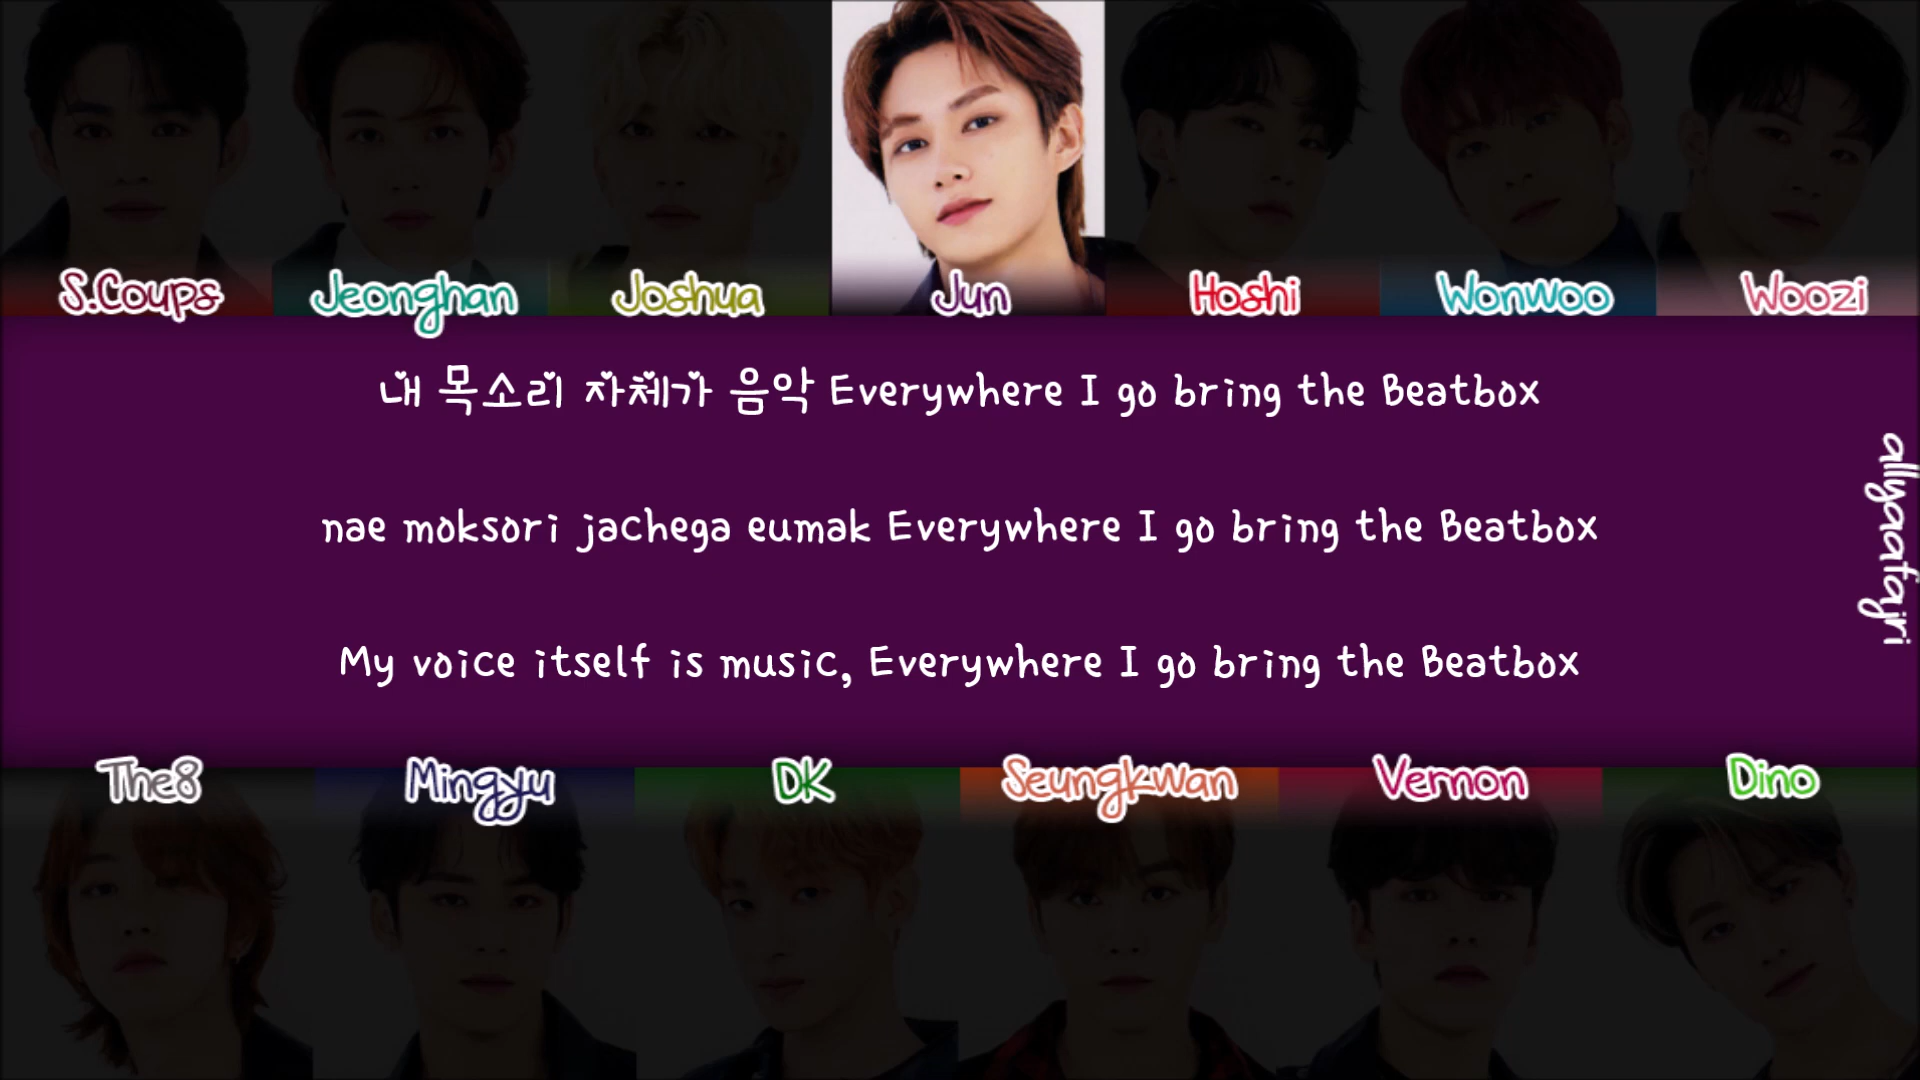 S.Coups Jeonghan Joshua Jun Hoshi Wonwoo Woozi
내 목소리 자체가 음악 Everywhere I go bring the Beatbox
nae moksori jachega eumak Everywhere I go bring the Beatbox
My voice itself is music, Everywhere I go bring the Beatbox
allyaafajri
The8 Mingyu DK Seungkwan Vernon Dino